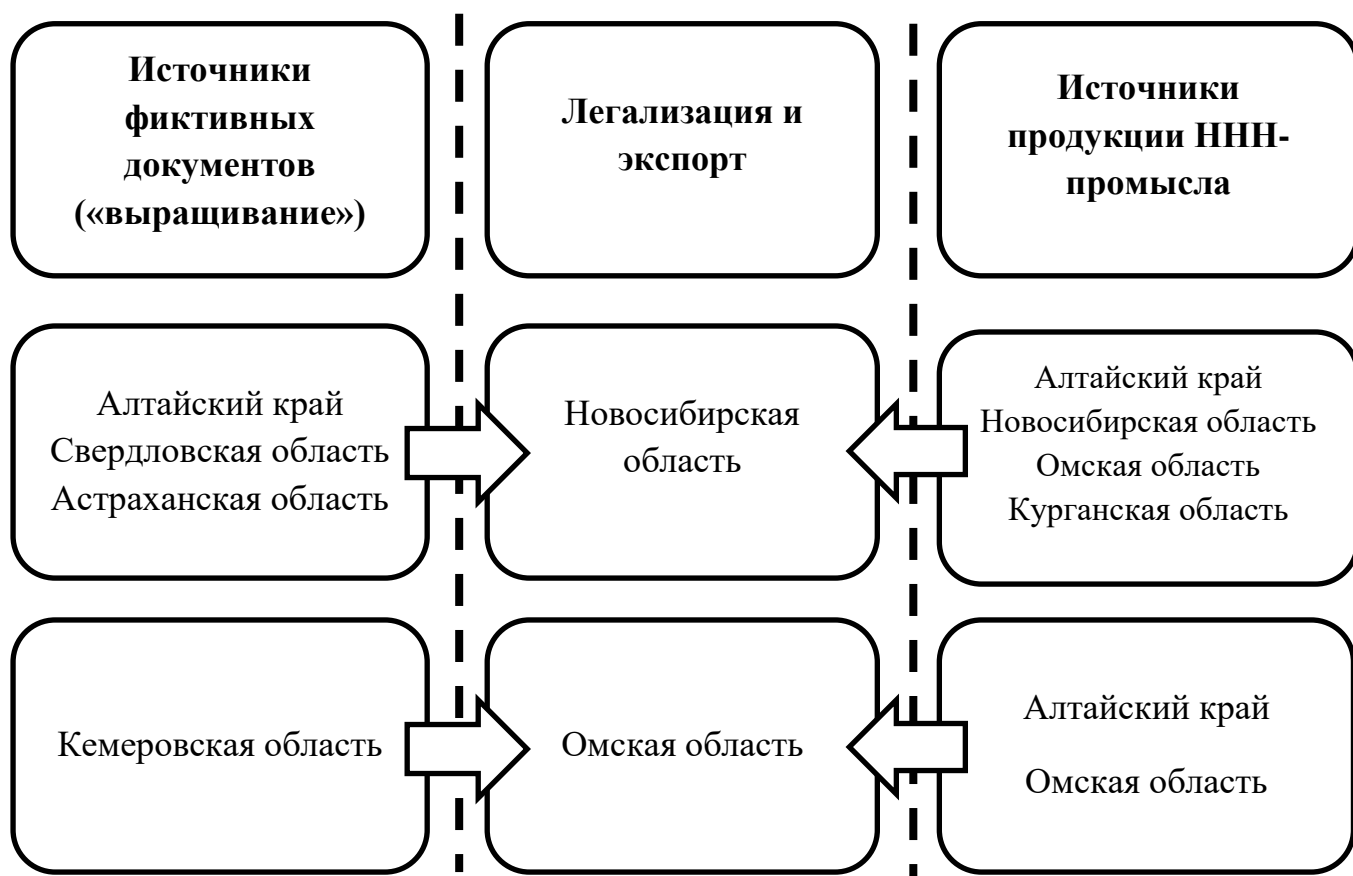 Источники
фиктивных
документов
(«выращивание»)
Легализация и
экспорт
Источники
продукции ННН-
промысла
Алтайский край
Свердловская область
Астраханская область
Новосибирская
область
Алтайский край
Новосибирская область
Омская область
Курганская область
Кемеровская область
Омская область
Алтайский край
Омская область